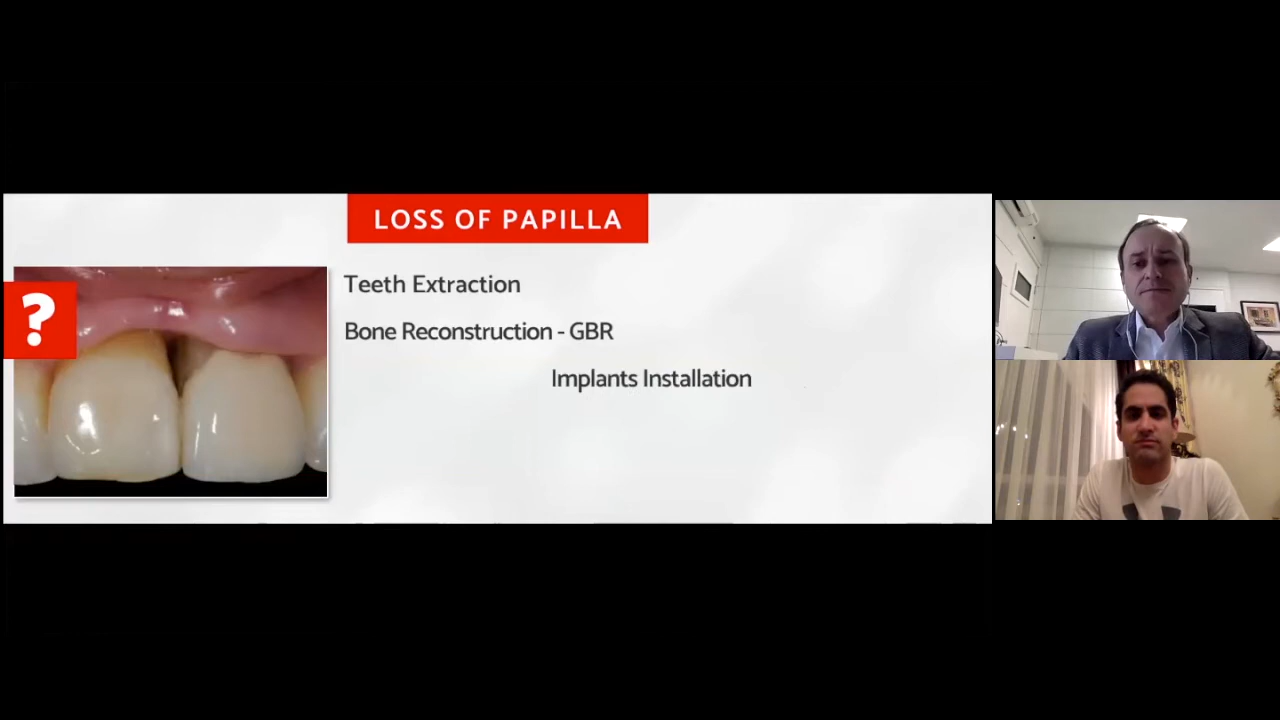 LOSS OF PAPILLA
?
Teeth Extraction
Bone Reconstruction - GBR
Implants Installation